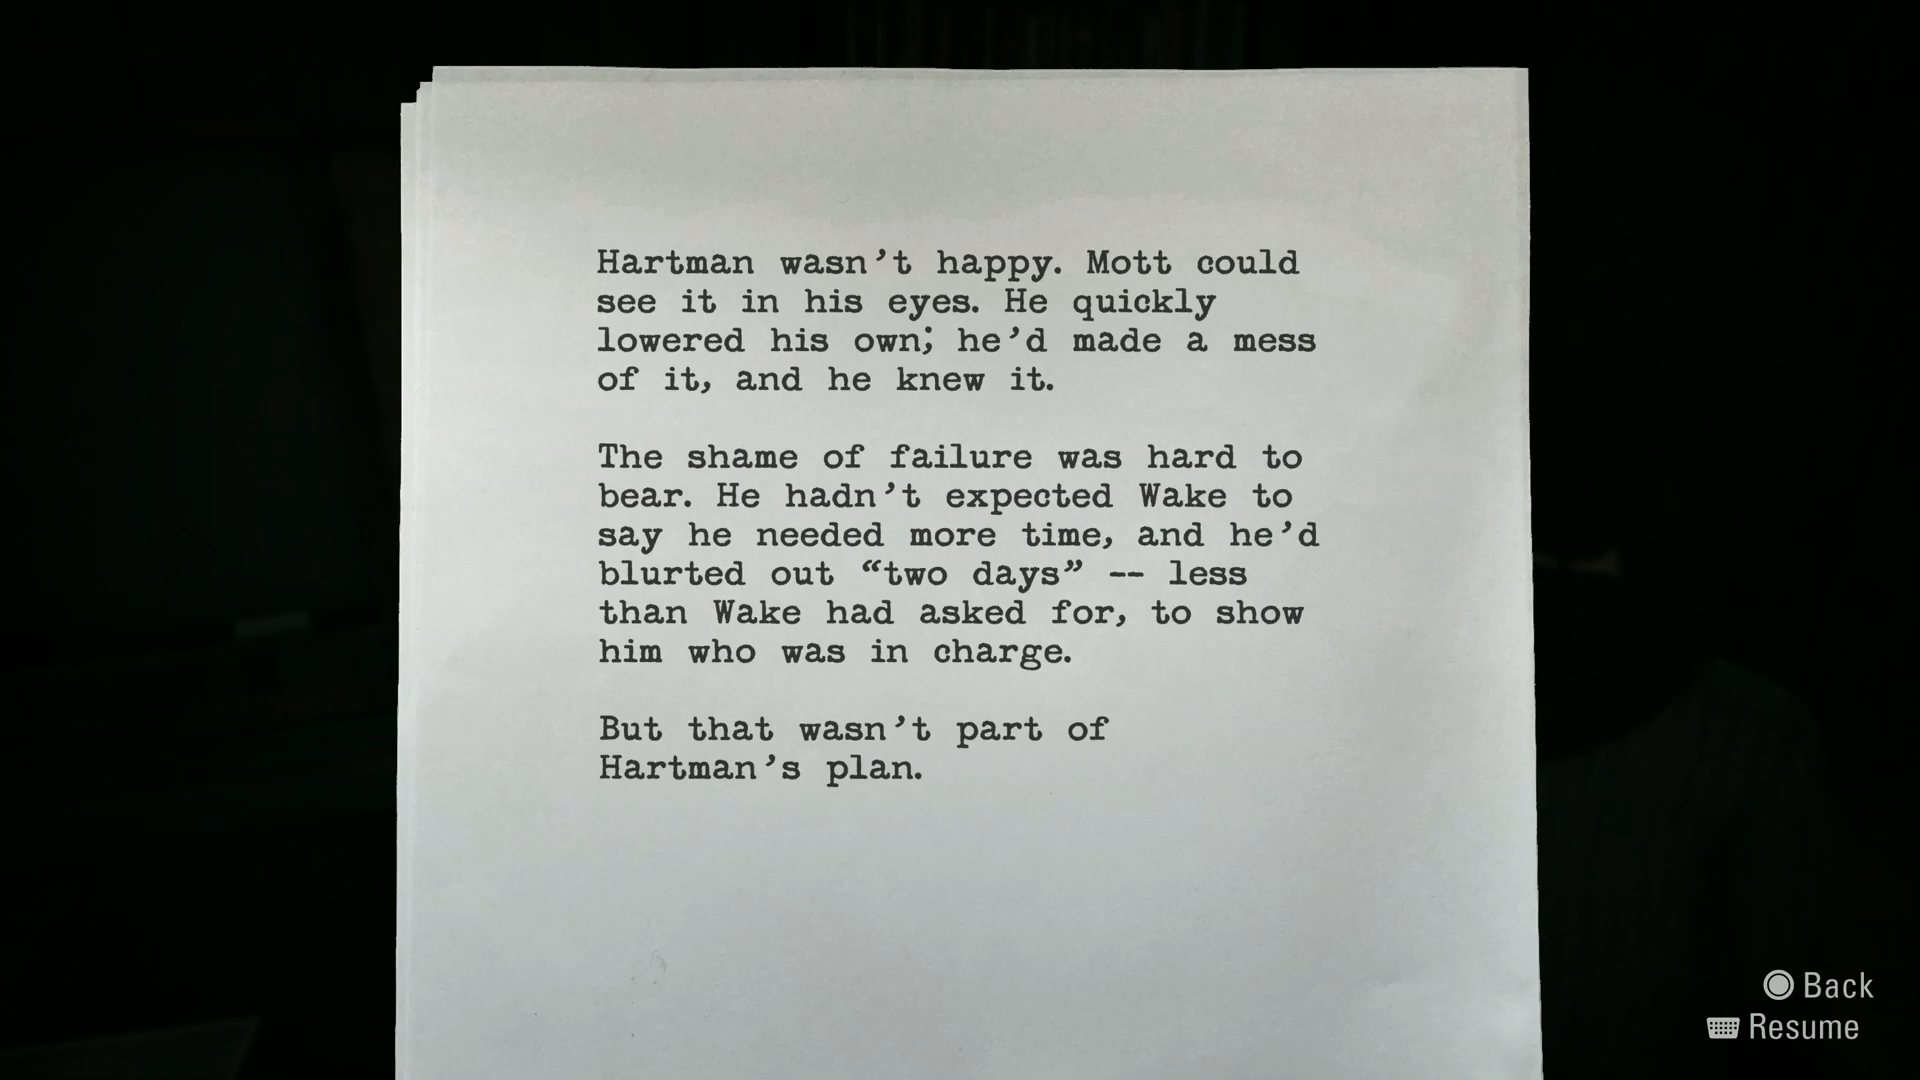 Hartman wasn’t happy. Mott could
see it in his eyes. He quickly
lowered his own; he’d made a mess
of it, and he knew it.
The shame of failure was hard to
bear. He hadn’t expected Wake to
say he needed more time, and he’d
blurted out “two days” -- less
than Wake had asked for, to show
him who was in charge.
But that wasn’t part of
Hartman’s plan.
Back
Resume